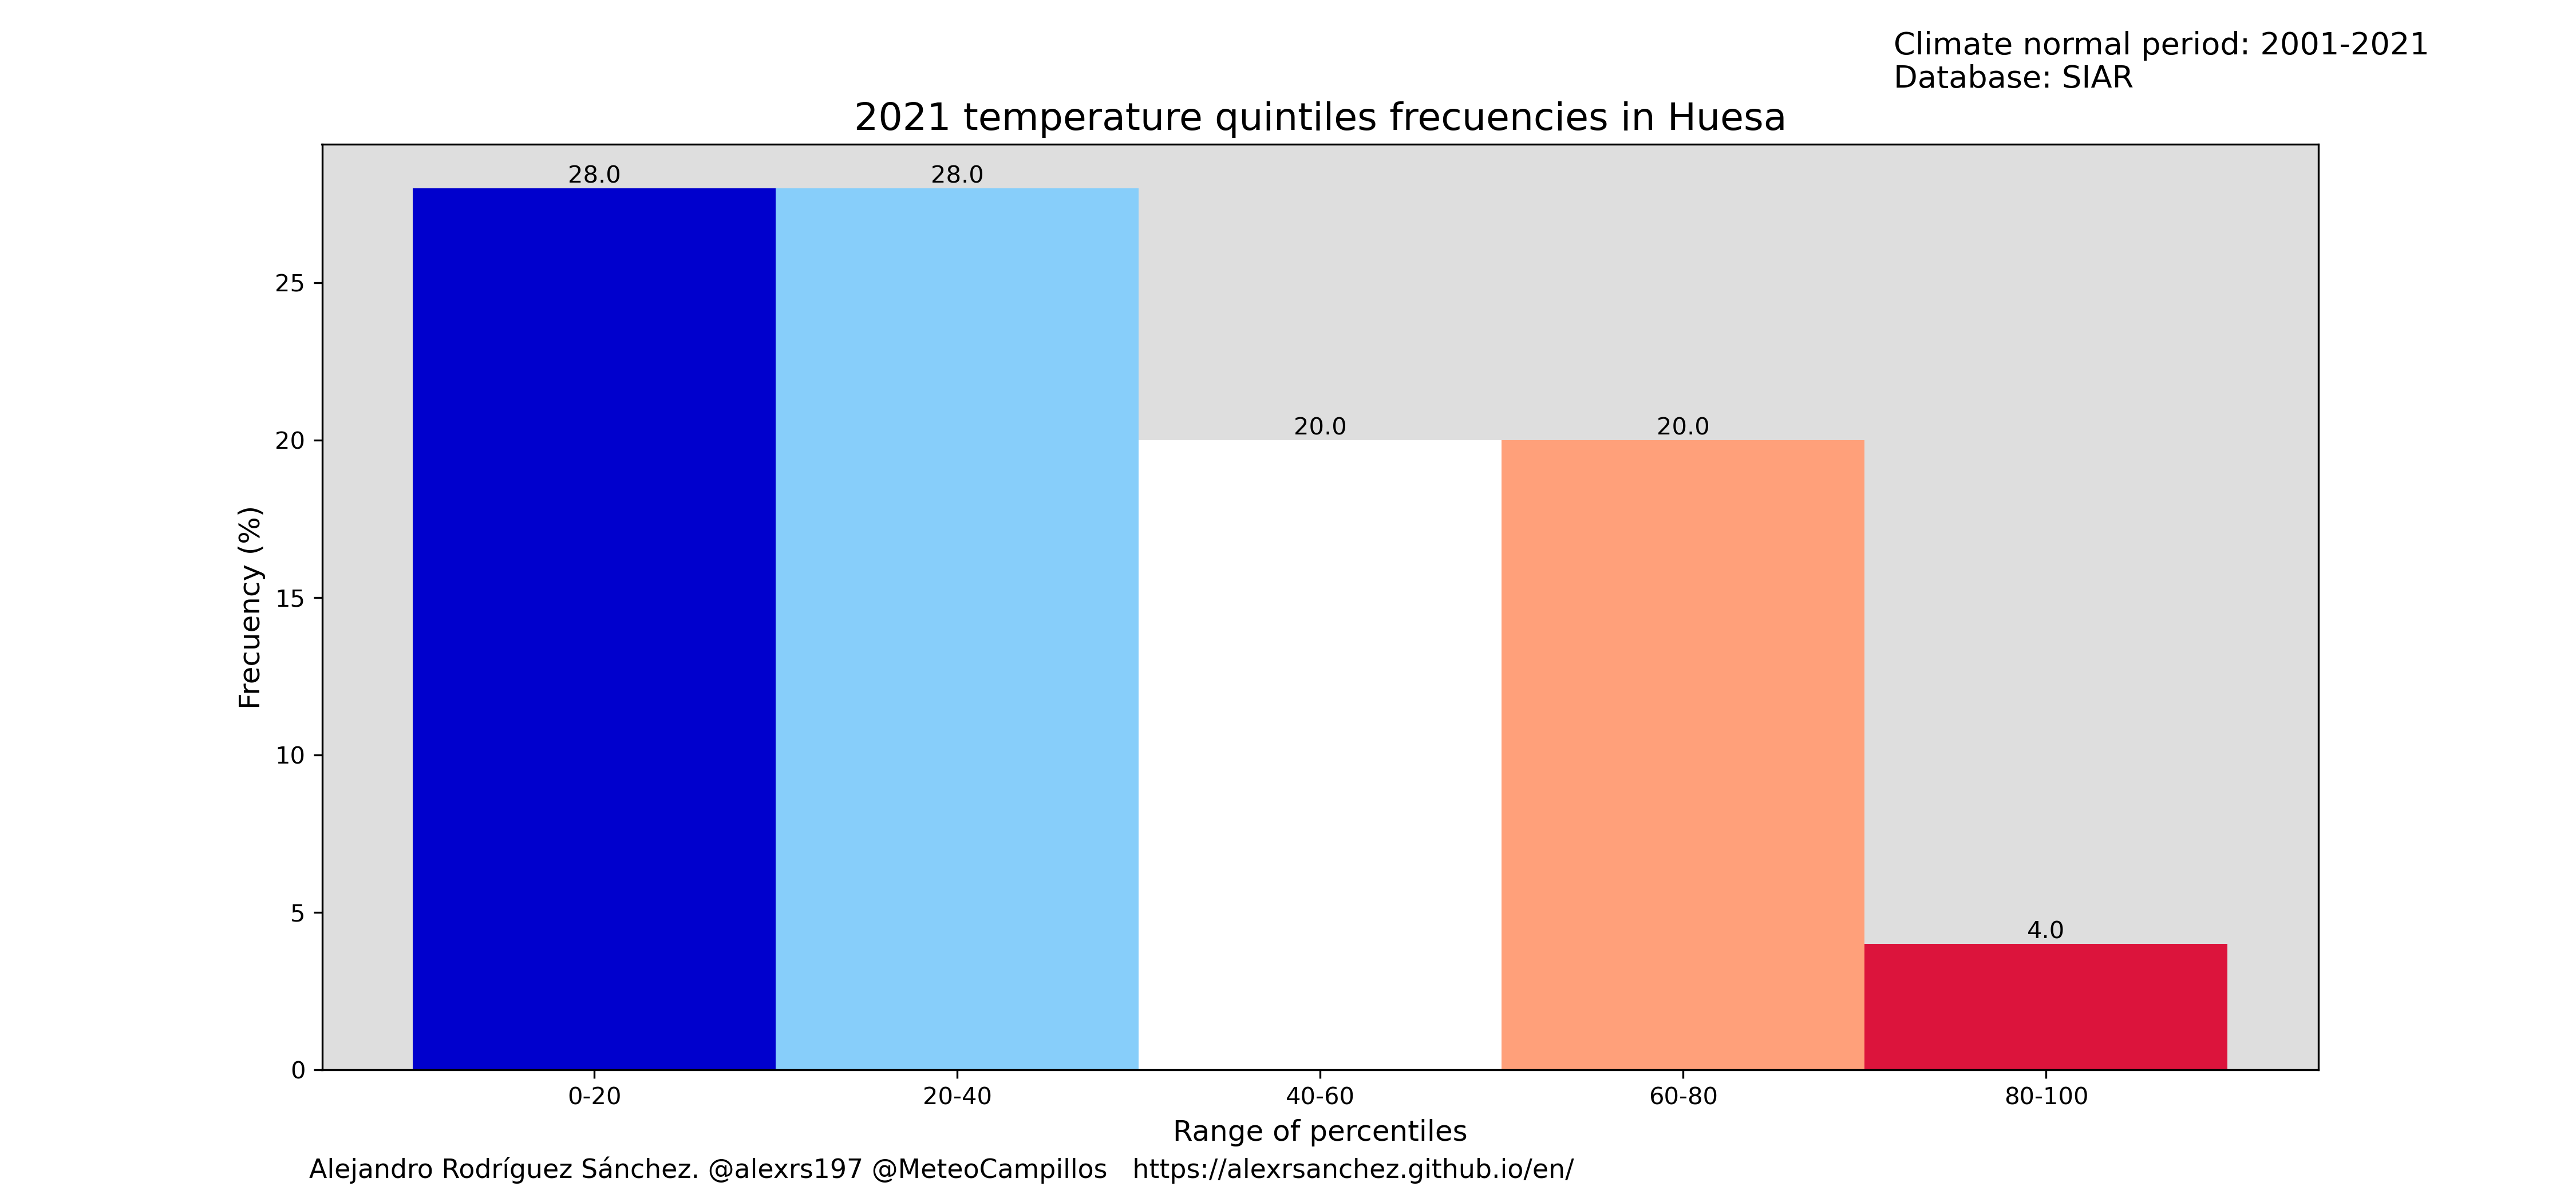 Climate normal period: 2001-2021
Database: SIAR
2021 temperature quintiles frecuencies in Huesa
28.0
28.0
20.0
20.0
4.0
25
20
15
10
5
0
Frecuency (%)
0-20
20-40
40-60
60-80
80-100
Range of percentiles
Alejandro Rodríguez Sánchez. @alexrs197 @MeteoCampillos https://alexrsanchez.github.io/en/